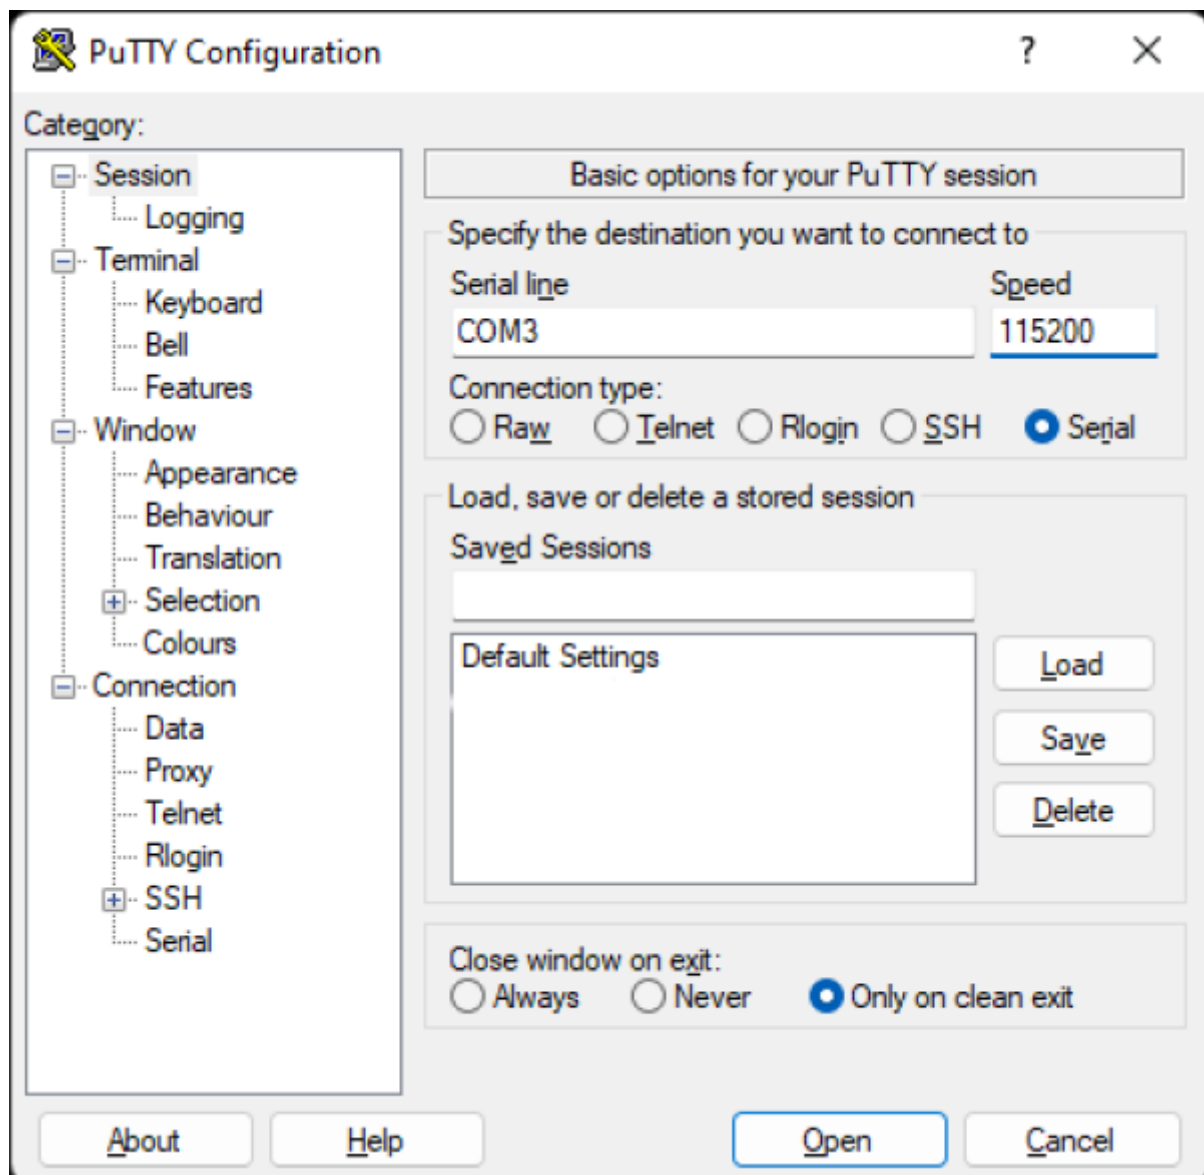 PuTTY Configuration
?
Category:
Session
Logging
Terminal
Keyboard
Bell
Features
Window
Appearance
Behaviour
Translation
Selection
Colours
Connection
Data
Proxy
Telnet
Rlogin
SSH
Serial
Basic options for your PuTTY session
Specify the destination you want to connect to
Serial line Speed
COM3 115200
Connection type:
Raw Telnet Rlogin SSH Serial
Load, save or delete a stored session
Saved Sessions
Default Settings
Load
Save
Delete
Close window on exit:
Always Never Only on clean exit
About Help Open Cancel